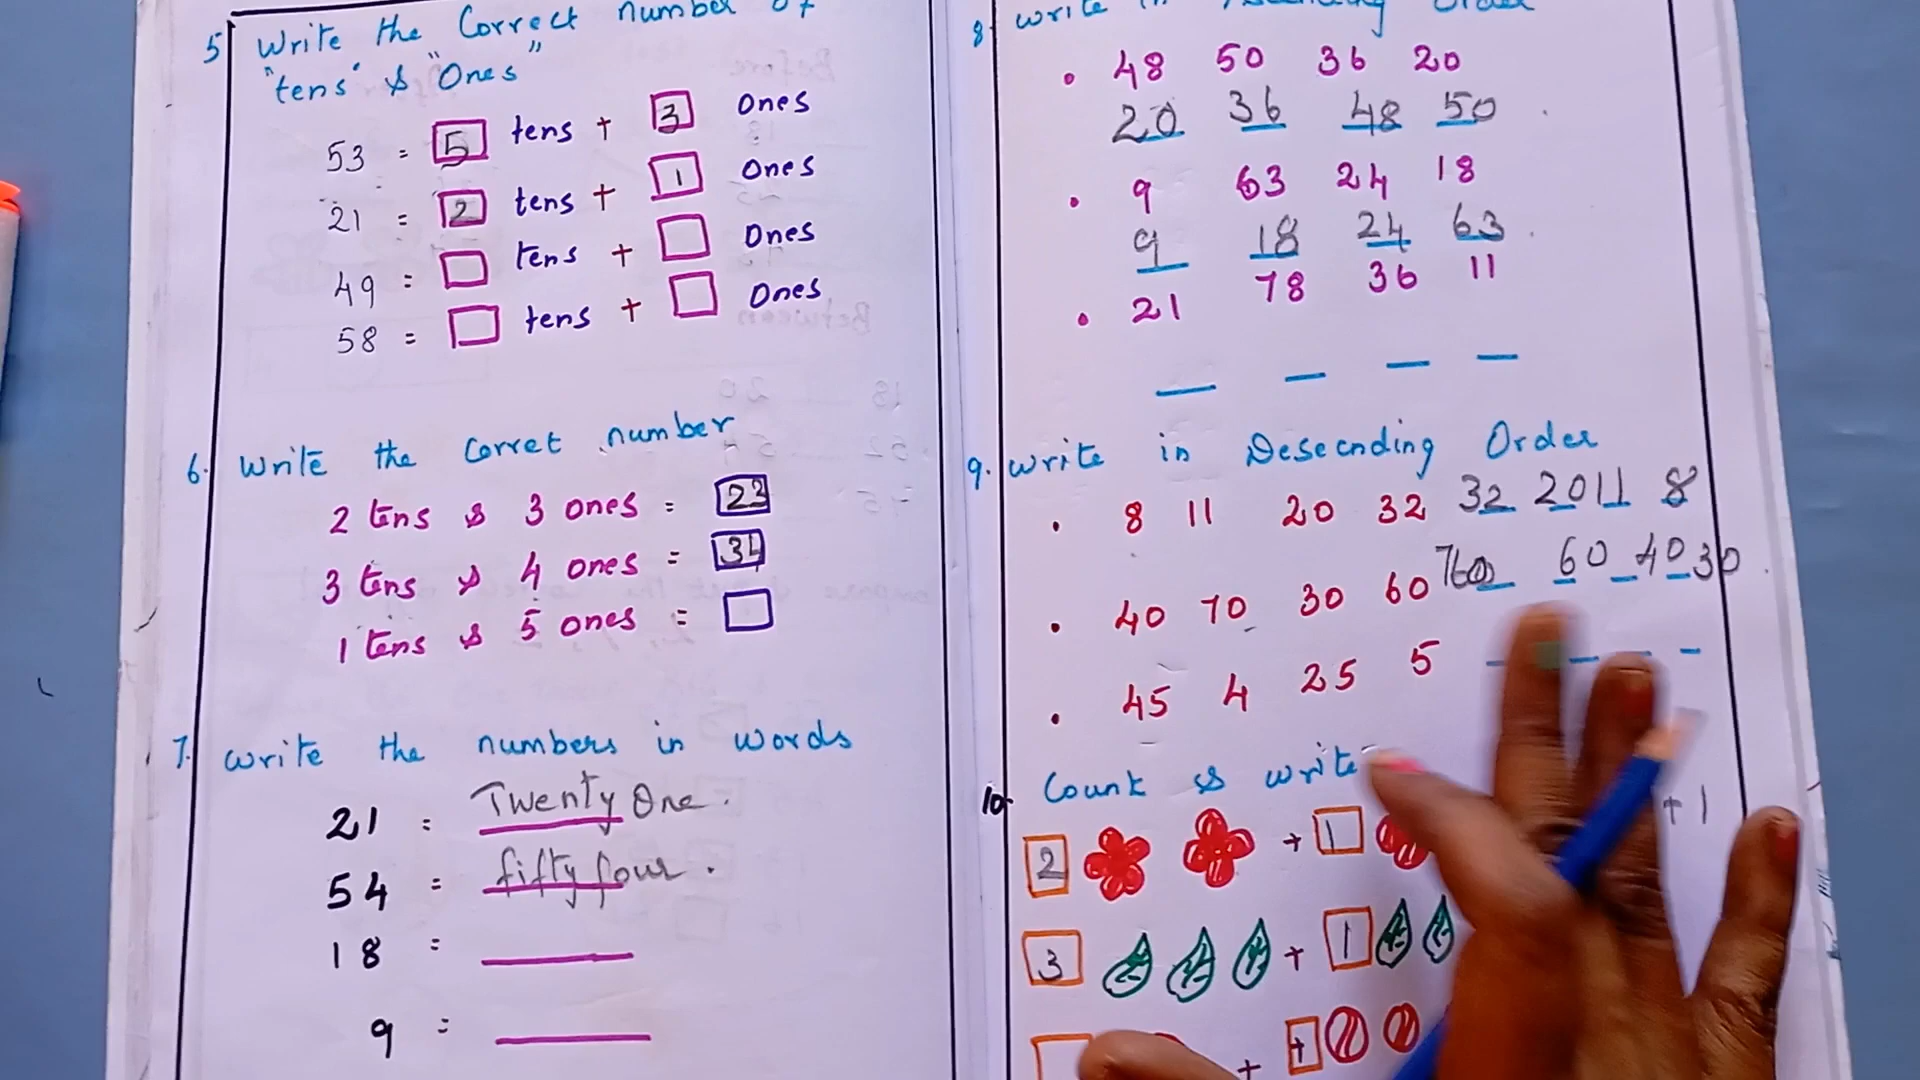 5 Write the Correct number of
"tens" & "Ones"
53 = 5 tens + 3 Ones
21 = 2 tens + 1 Ones
49 = tens + Ones
58 = tens + Ones
6. Write the Corret number
2 tens & 3 ones = 23
3 tens & 4 ones = 34
1 tens & 5 ones =
7. Write the numbers in words
21 = Twenty One.
54 = fifty four.
18 =
9 =
8. Write in Order
48 50 36 20
20 36 48 50
9 63 24 18
9 18 24 63
21 78 36 11
9. Write in Desecnding Order
8 11 20 32 32 20 11 8
40 70 30 60 60 40 30
45 4 25 5
10 Count & write
2 + 1 + 1
3 + 1
+ +